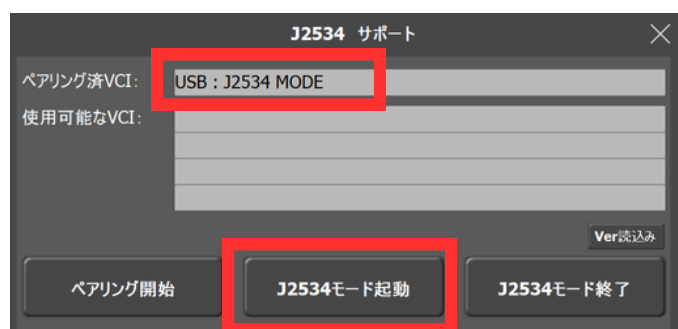 J2534 サポート
ペアリング済VCI:
USB : J2534 MODE
使用可能なVCI:
Ver読込み
ペアリング開始
J2534モード起動
J2534モード終了